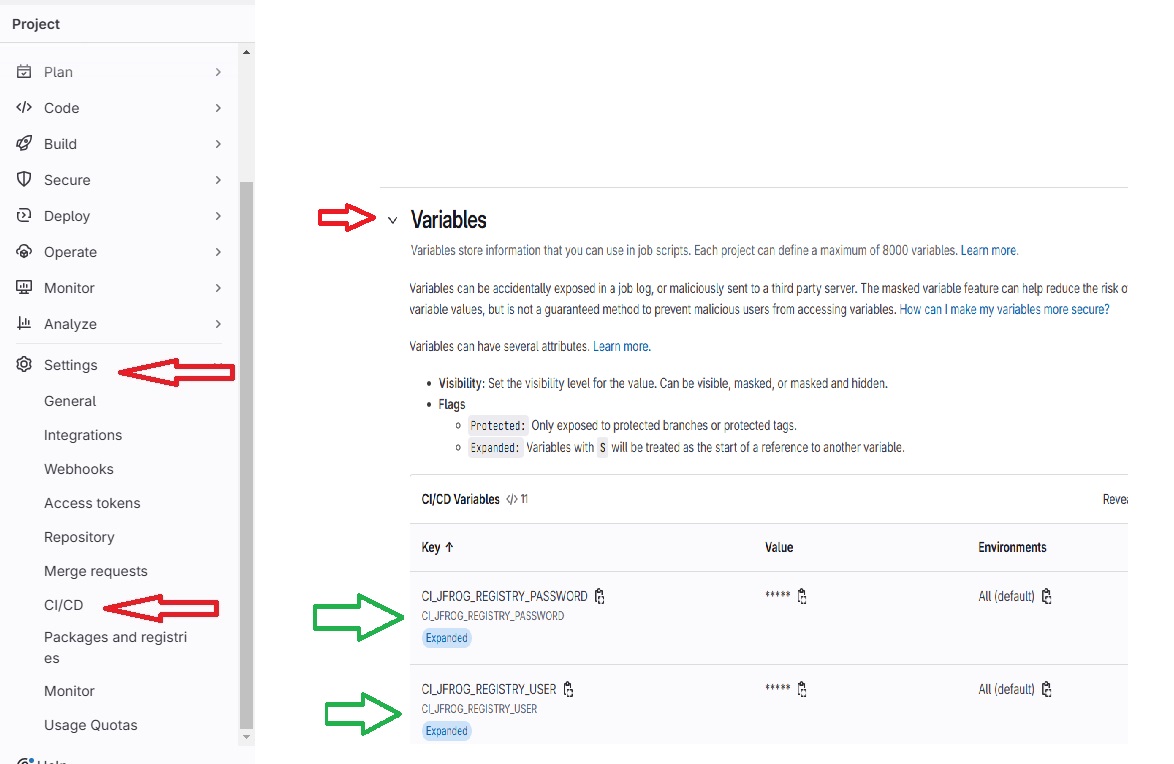 Project
Plan
Code
Build
Secure
Deploy
Operate
Monitor
Analyze
Settings
General
Integrations
Webhooks
Access tokens
Repository
Merge requests
CI/CD
Packages and registri
es
Monitor
Usage Quotas
Help
Variables
Variables store information that you can use in job scripts. Each project can define a maximum of 8000 variables. Learn more.
Variables can be accidentally exposed in a job log, or maliciously sent to a third party server. The masked variable feature can help reduce the risk o
variable values, but is not a guaranteed method to prevent malicious users from accessing variables. How can I make my variables more secure?
Variables can have several attributes. Learn more.
• Visibility: Set the visibility level for the value. Can be visible, masked, or masked and hidden.
• Flags
◦ Protected: Only exposed to protected branches or protected tags.
◦ Expanded: Variables with $ will be treated as the start of a reference to another variable.
CI/CD Variables </> 11 Revea
Key ↑ Value Environments
CI_JFROG_REGISTRY_PASSWORD ***** All (default)
CI_JFROG_REGISTRY_PASSWORD
Expanded
CI_JFROG_REGISTRY_USER ***** All (default)
CI_JFROG_REGISTRY_USER
Expanded